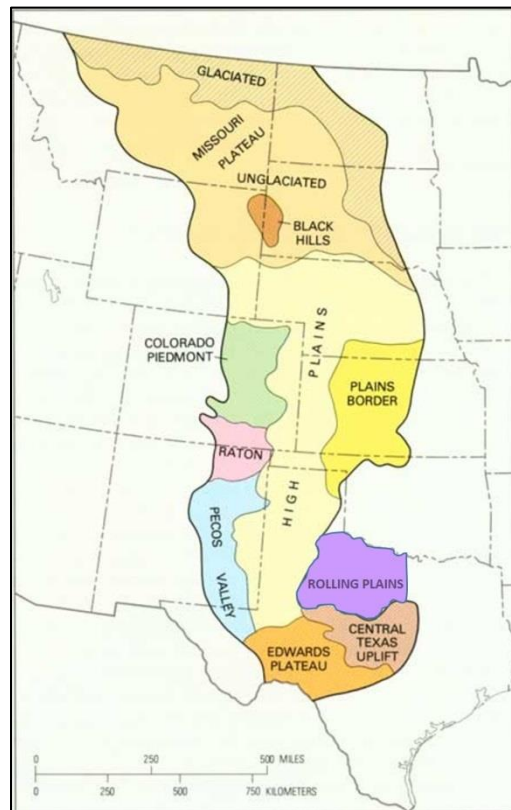 GLACIATED
MISSOURI
PLATEAU
UNGLACIATED
BLACK
HILLS
COLORADO
PIEDMONT
PLAINS
PLAINS
BORDER
RATON
HIGH
PECOS
VALLEY
ROLLING PLAINS
CENTRAL
TEXAS
UPLIFT
EDWARDS
PLATEAU
0 250 500 MILES
0 250 500 750 KILOMETERS